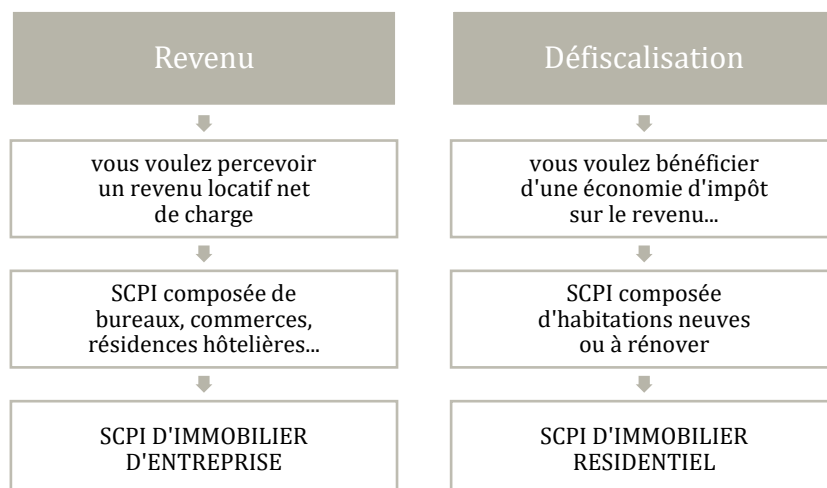 Revenu
vous voulez percevoir
un revenu locatif net
de charge
SCPI composée de
bureaux, commerces,
résidences hôtelières...
SCPI D'IMMOBILIER
D'ENTREPRISE
Défiscalisation
vous voulez bénéficier
d'une économie d'impôt
sur le revenu...
SCPI composée
d'habitations neuves
ou à rénover
SCPI D'IMMOBILIER
RESIDENTIEL